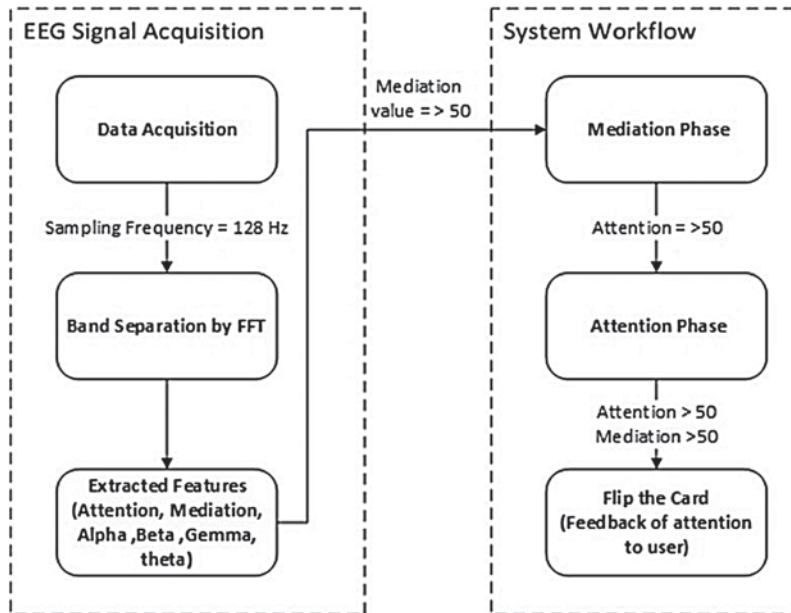 EEG Signal Acquisition
Data Acquisition
Sampling Frequency = 128 Hz
Band Separation by FFT
Extracted Features
(Attention, Mediation,
Alpha ,Beta ,Gemma,
theta)
Mediation
value = > 50
System Workflow
Mediation Phase
Attention = >50
Attention Phase
Attention > 50
Mediation >50
Flip the Card
(Feedback of attention
to user)